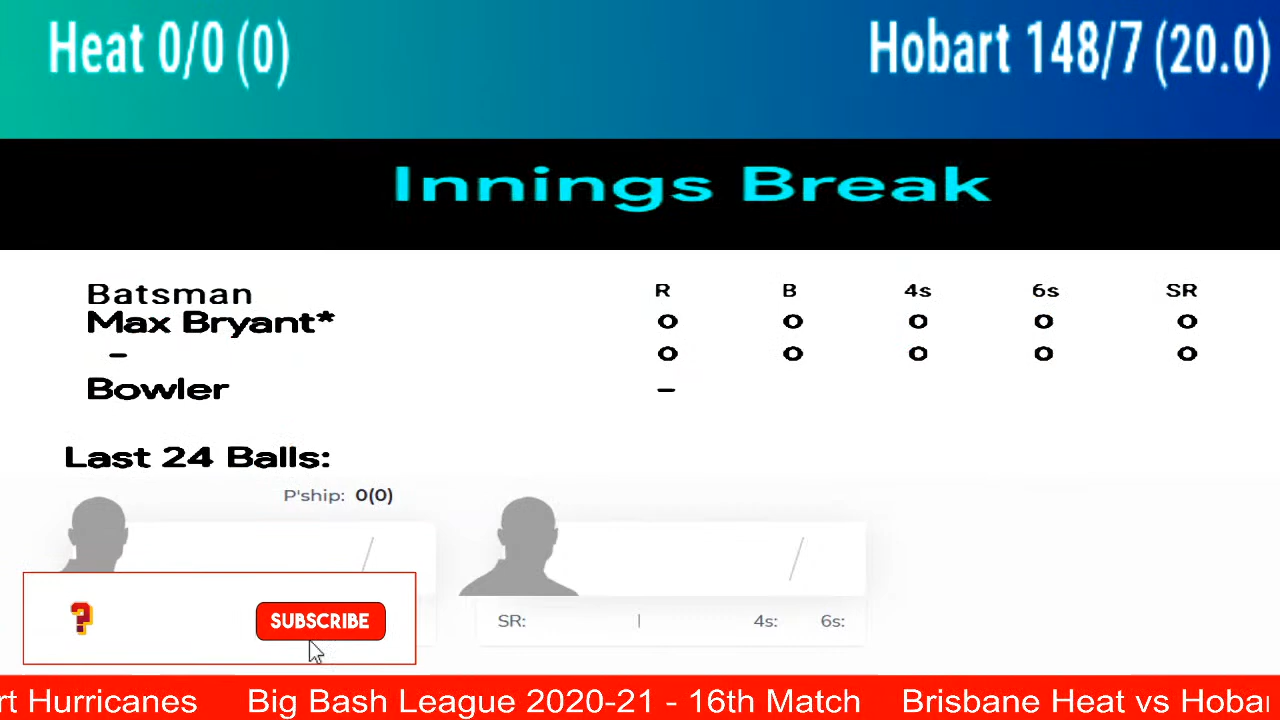 Heat 0/0 (0)
Hobart 148/7 (20.0)
Innings Break
Batsman R B 4s 6s SR
Max Bryant* 0 0 0 0 0
- 0 0 0 0 0
Bowler -
Last 24 Balls:
P'ship: 0(0)
/ /
? SUBSCRIBE
SR: | 4s: 6s:
rt Hurricanes Big Bash League 2020-21 - 16th Match Brisbane Heat vs Hobar